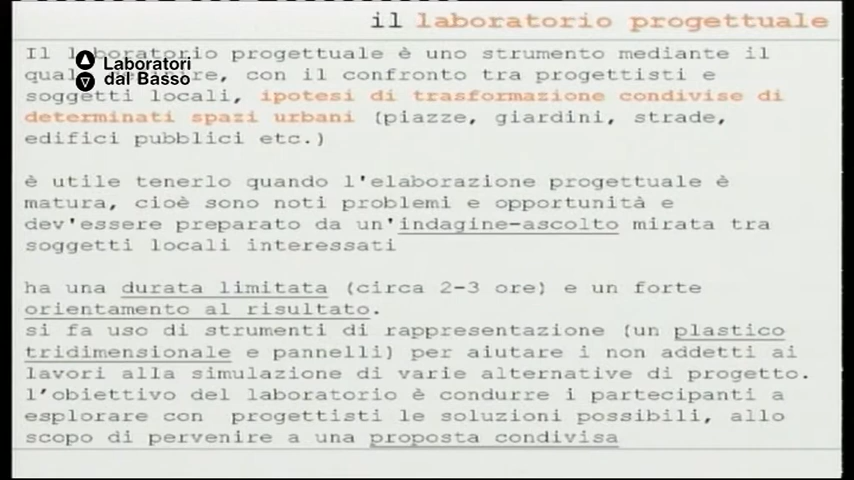 il laboratorio progettuale
Il laboratorio progettuale è uno strumento mediante il
Laboratori
dal Basso
con il confronto tra progettisti e
soggetti locali, ipotesi di trasformazione condivise di
determinati spazi urbani (piazze, giardini, strade,
edifici pubblici etc.)
è utile tenerlo quando l'elaborazione progettuale è
matura, cioè sono noti problemi e opportunità e
dev'essere preparato da un'indagine-ascolto mirata tra
soggetti locali interessati
ha una durata limitata (circa 2-3 ore) e un forte
orientamento al risultato.
si fa uso di strumenti di rappresentazione (un plastico
tridimensionale e pannelli) per aiutare i non addetti ai
lavori alla simulazione di varie alternative di progetto.
l'obiettivo del laboratorio è condurre i partecipanti a
esplorare con progettisti le soluzioni possibili, allo
scopo di pervenire a una proposta condivisa